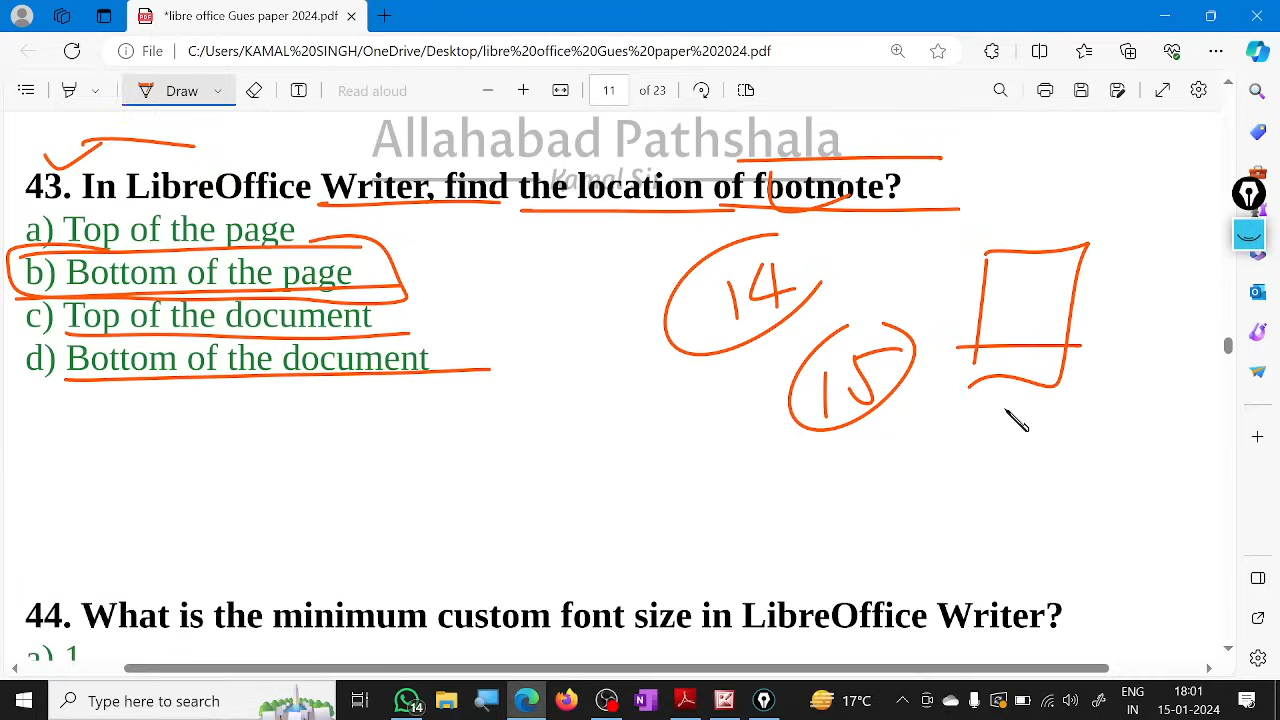 *libre office Gues paper 2024.pdf
File C:/Users/KAMAL%20SINGH/OneDrive/Desktop/libre%20office%20Gues%20paper%202024.pdf
Draw Read aloud 11 of 23
Allahabad Pathshala
Kamal Sir
43. In LibreOffice Writer, find the location of footnote?
a) Top of the page
b) Bottom of the page
c) Top of the document
d) Bottom of the document
14
15
44. What is the minimum custom font size in LibreOffice Writer?
a) 1
Type here to search 14 17°C ENG 18:01
IN 15-01-2024